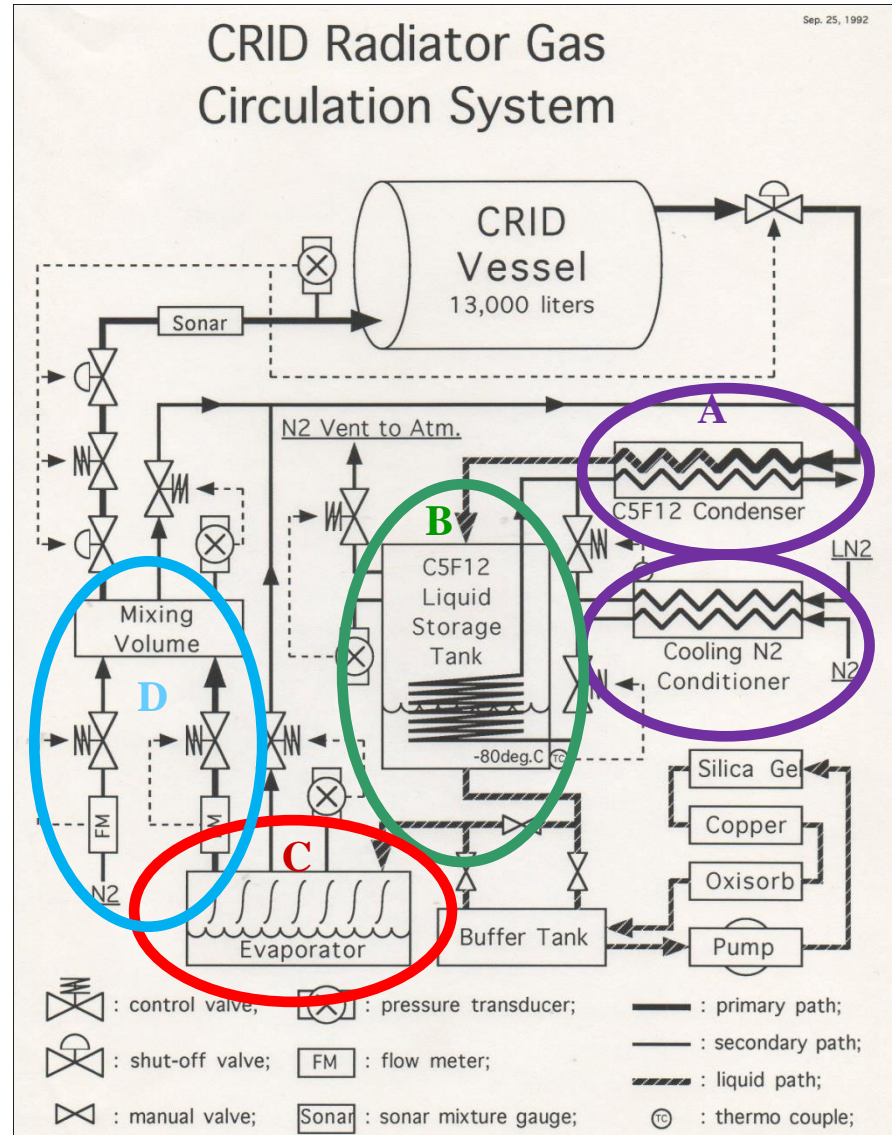 Sep. 25, 1992
CRID Radiator Gas
Circulation System
CRID
Vessel
13,000 liters
Sonar
A
N2 Vent to Atm.
C5F12 Condenser
B
LN2
C5F12
Liquid
Storage
Tank
Mixing
Volume
Cooling N2
Conditioner
N2
D
-80deg.C
TC
Silica Gel
FM
FM
Copper
C
N2
Oxisorb
Evaporator
Buffer Tank
Pump
: control valve;
: pressure transducer;
: primary path;
: secondary path;
: shut-off valve;
FM
: flow meter;
: liquid path;
: manual valve;
Sonar
: sonar mixture gauge;
TC
: thermo couple;